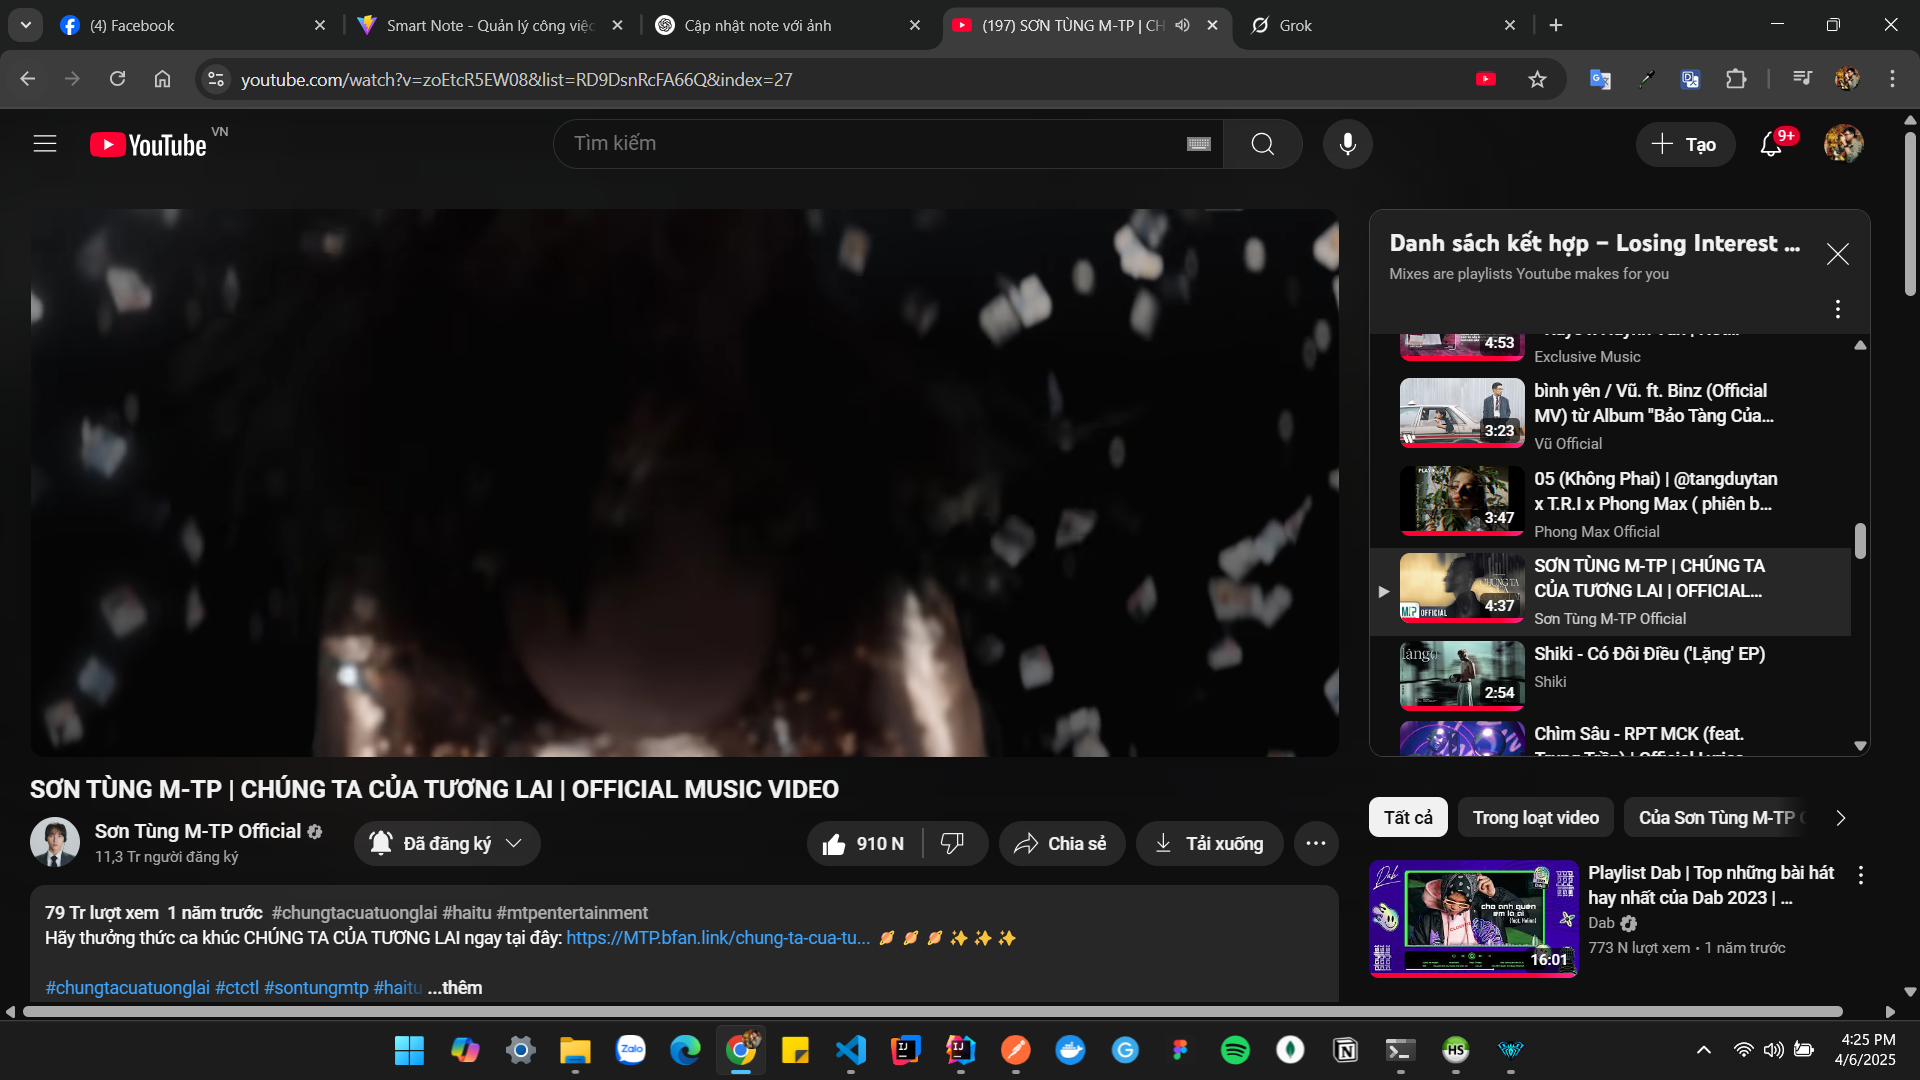 (4) Facebook
Smart Note - Quản lý công việc
Cập nhật note với ảnh
(197) SƠN TÙNG M-TP | CH
Grok
youtube.com/watch?v=zoEtcR5EW08&list=RD9DsnRcFA66Q&index=27
YouTube VN
Tìm kiếm
Tạo
9+
Danh sách kết hợp – Losing Interest ...
Mixes are playlists Youtube makes for you
4:53
Exclusive Music
bình yên / Vũ. ft. Binz (Official
MV) từ Album "Bảo Tàng Của...
3:23
Vũ Official
05 (Không Phai) | @tangduytan
x T.R.I x Phong Max ( phiên b...
3:47
Phong Max Official
SƠN TÙNG M-TP | CHÚNG TA
CỦA TƯƠNG LAI | OFFICIAL...
4:37
Sơn Tùng M-TP Official
Shiki - Có Đôi Điều ('Lặng' EP)
2:54
Shiki
Chìm Sâu - RPT MCK (feat.
SƠN TÙNG M-TP | CHÚNG TA CỦA TƯƠNG LAI | OFFICIAL MUSIC VIDEO
Sơn Tùng M-TP Official
11,3 Tr người đăng ký
Đã đăng ký
910 N
Chia sẻ
Tải xuống
79 Tr lượt xem 1 năm trước #chungtacuatuonglai #haitu #mtpentertainment
Hãy thưởng thức ca khúc CHÚNG TA CỦA TƯƠNG LAI ngay tại đây: https://MTP.bfan.link/chung-ta-cua-tu... 🪐 🪐 🪐 ✨ ✨ ✨
#chungtacuatuonglai #ctctl #sontungmtp #haitu ...thêm
Tất cả
Trong loạt video
Của Sơn Tùng M-TP
Playlist Dab | Top những bài hát
hay nhất của Dab 2023 | ...
Dab
773 N lượt xem • 1 năm trước
16:01
Zalo
4:25 PM
4/6/2025